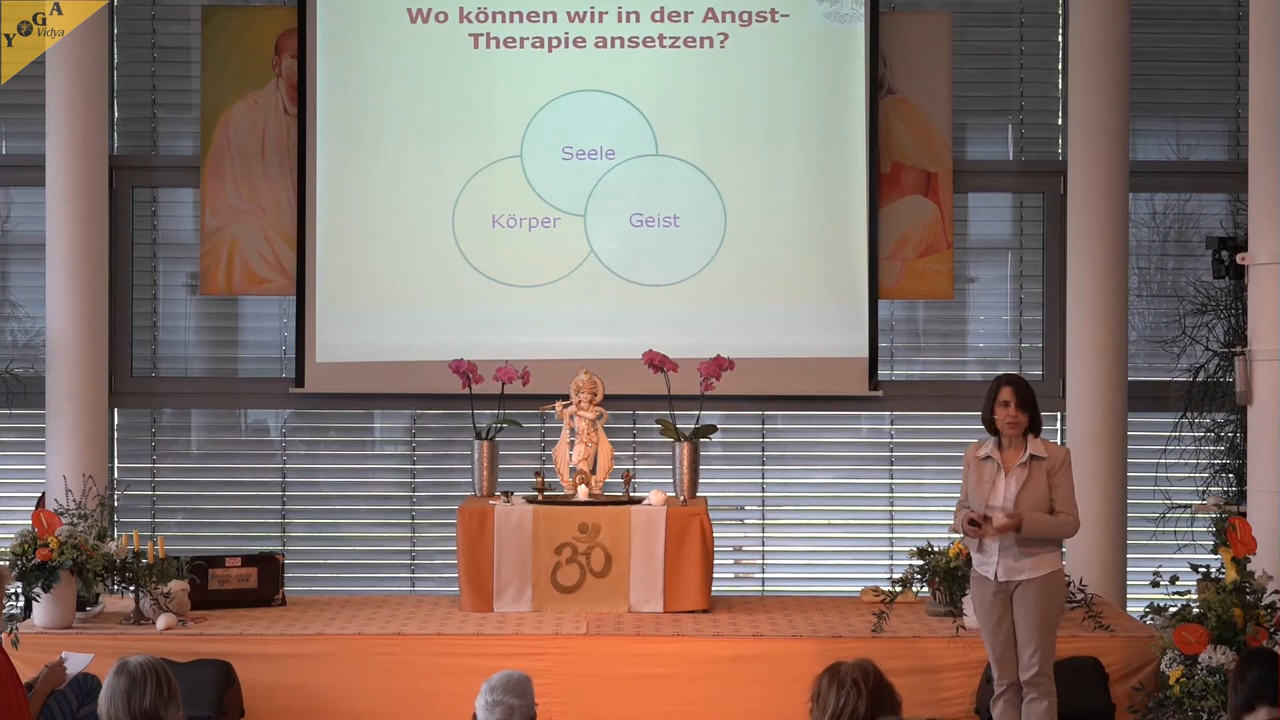 YOGA
Vidya
Wo können wir in der Angst-
Therapie ansetzen?
Seele
Körper
Geist
ॐ